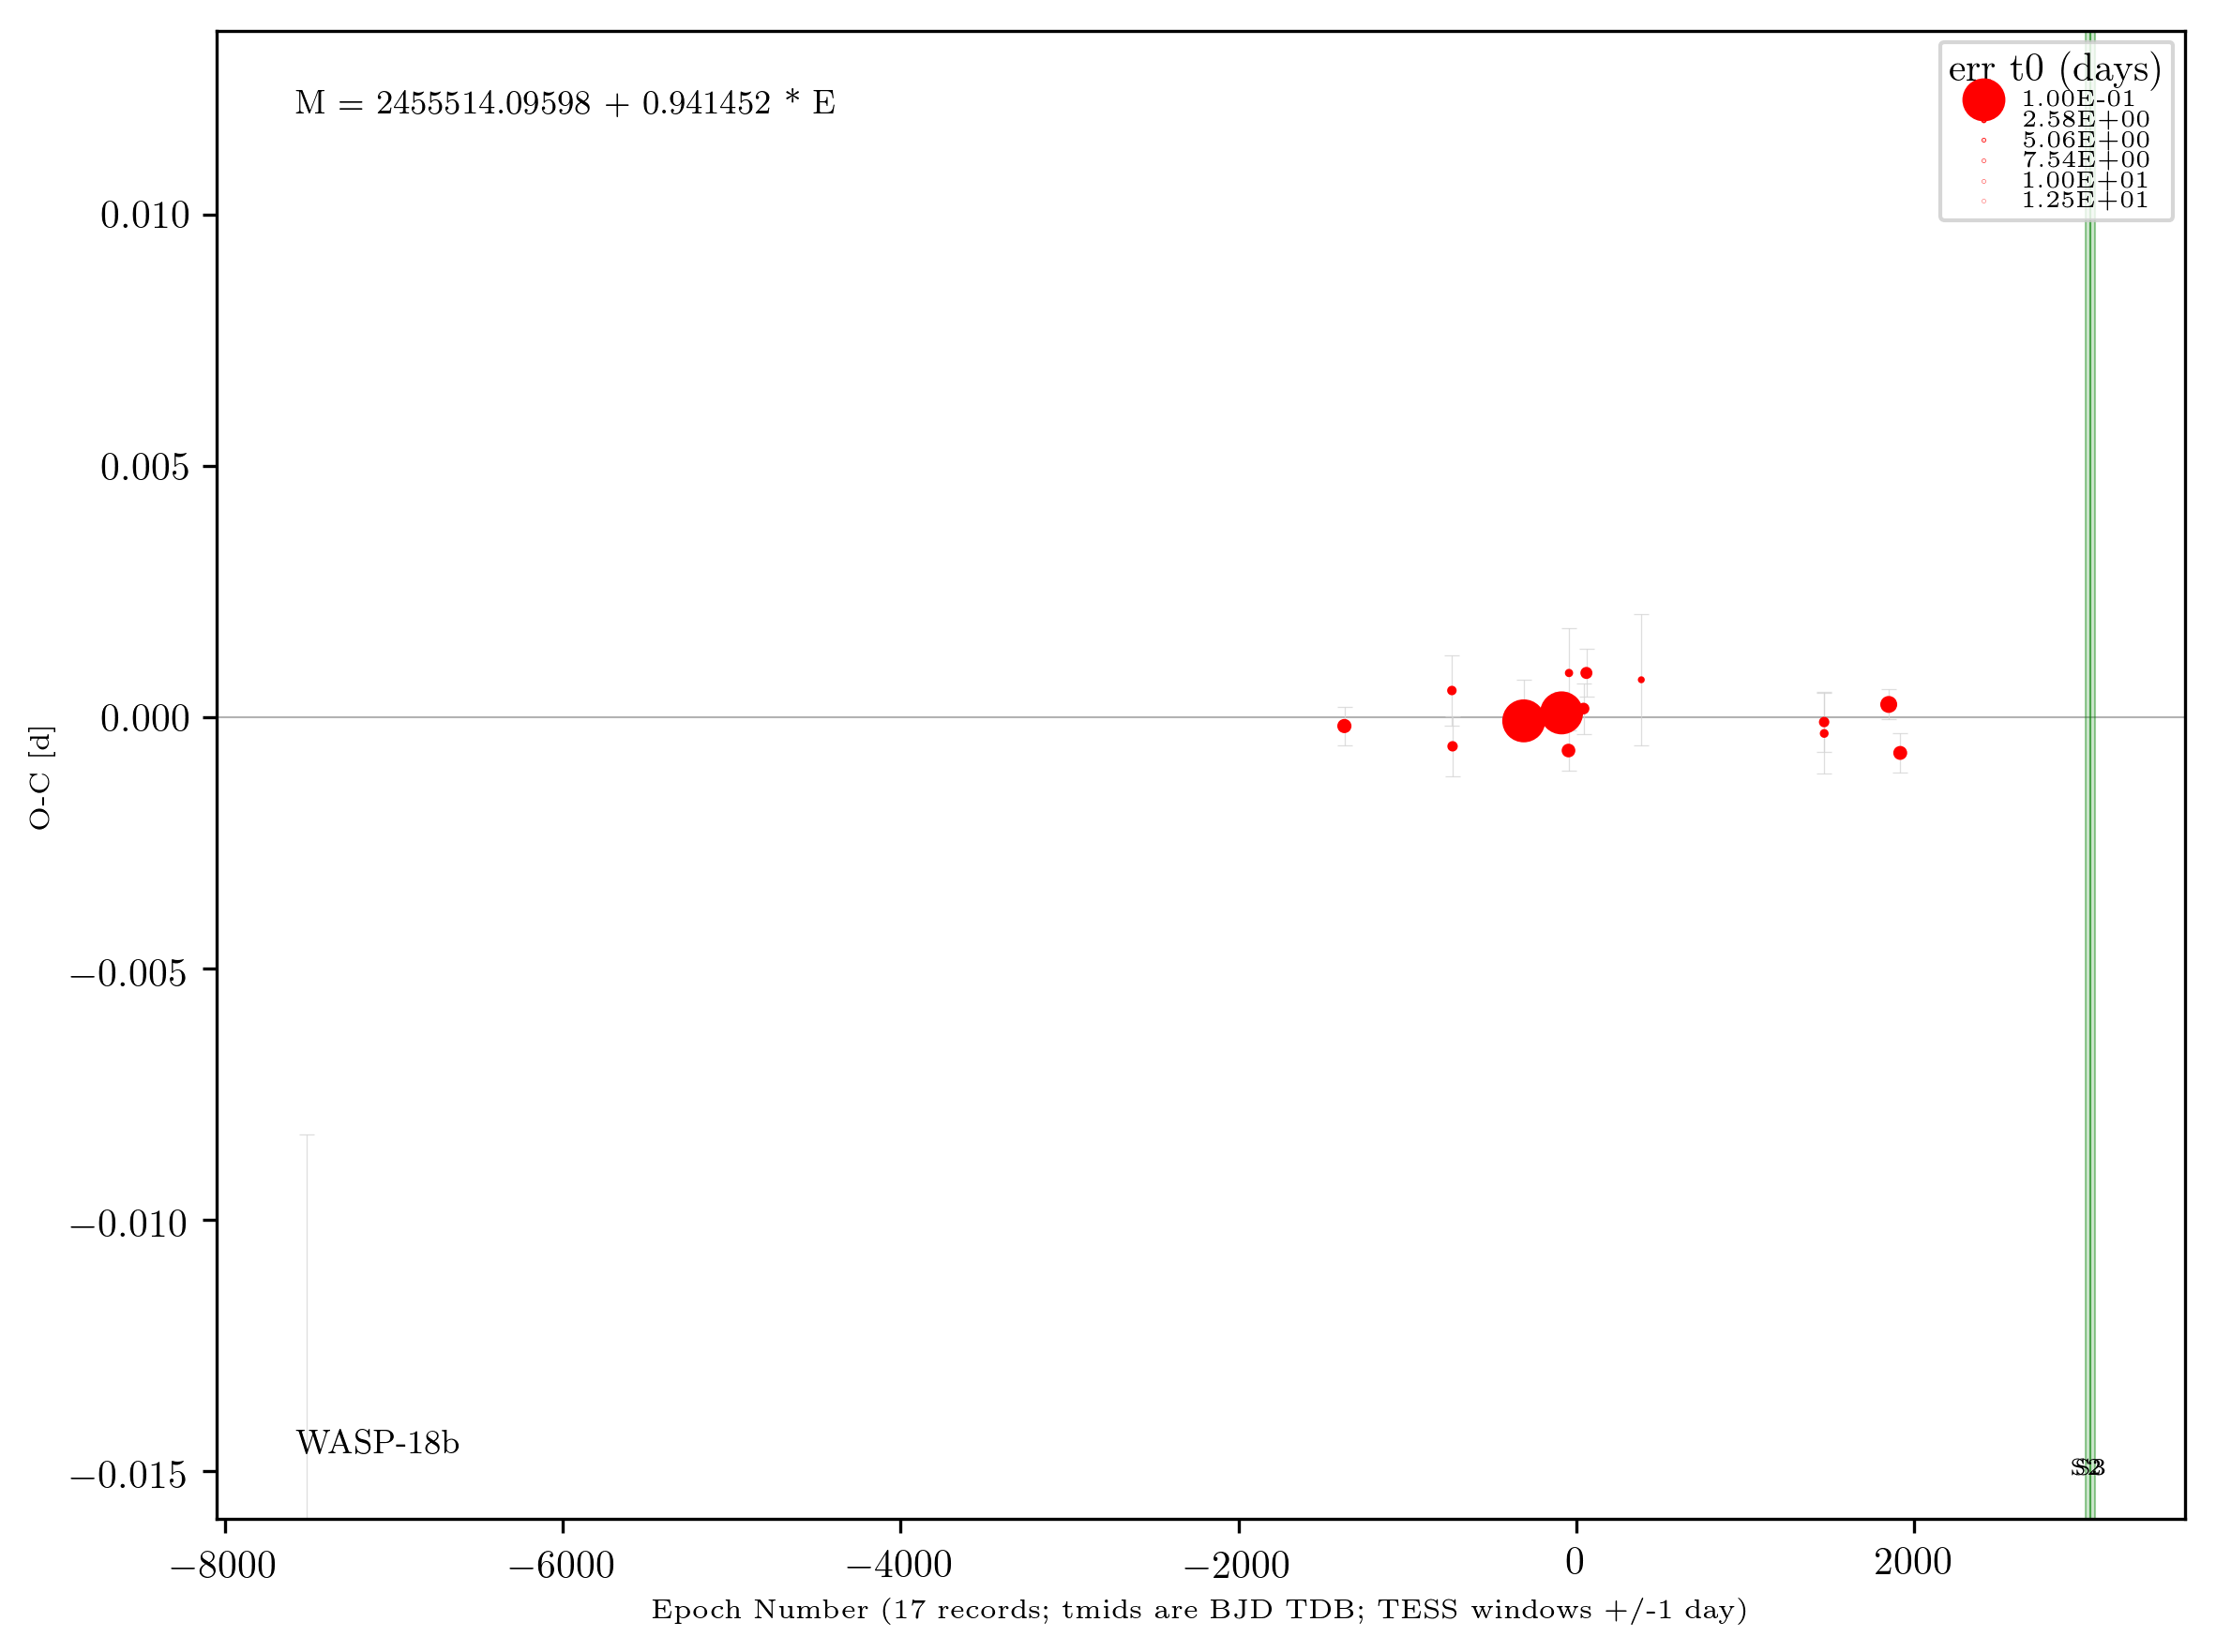 M = 2455514.09598 + 0.941452 * E
err t0 (days)
1.00E-01
2.58E+00
5.06E+00
7.54E+00
1.00E+01
1.25E+01
0.010
0.005
0.000
−0.005
−0.010
−0.015
O-C [d]
WASP-18b
S2
S3
−8000
−6000
−4000
−2000
0
2000
Epoch Number (17 records; tmids are BJD TDB; TESS windows +/-1 day)